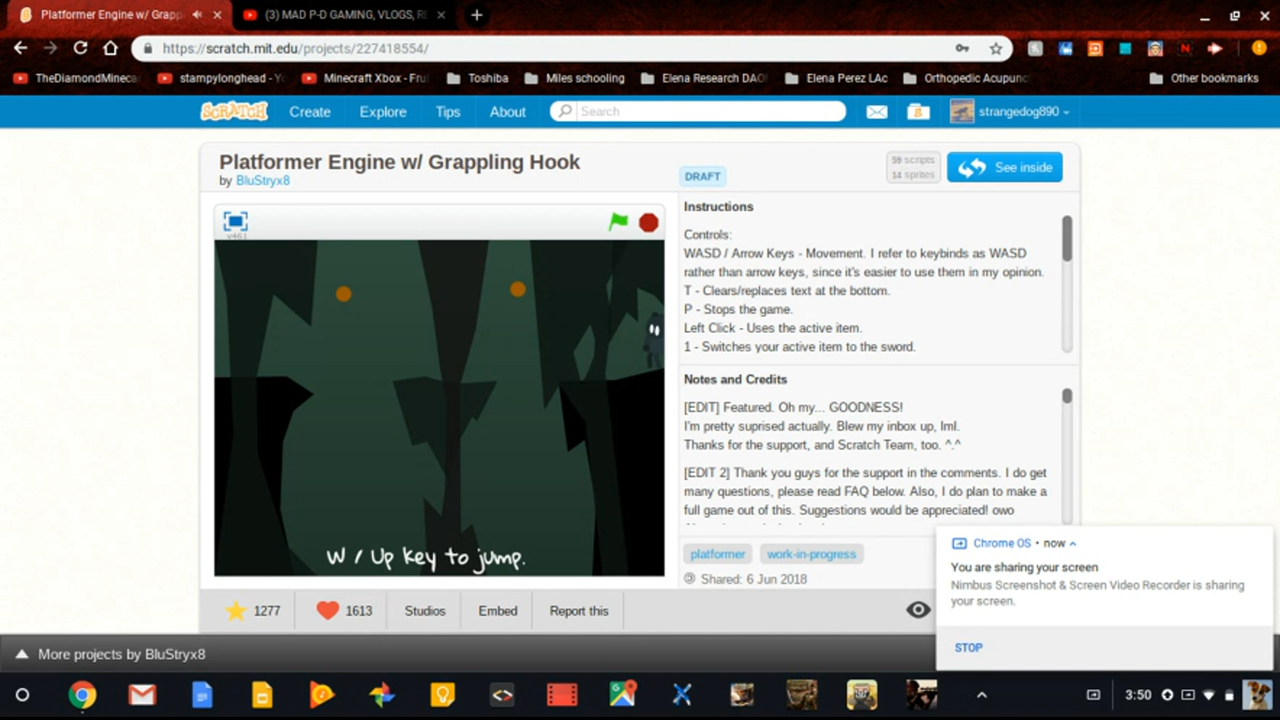 Platformer Engine w/ Grapp
(3) MAD P-D GAMING, VLOGS, RE
https://scratch.mit.edu/projects/227418554/
TheDiamondMinecar
stampylonghead - Yo
Minecraft Xbox - Frui
Toshiba
Miles schooling
Elena Research DAO
Elena Perez LAc
Orthopedic Acupunc
Other bookmarks
SCRATCH
Create
Explore
Tips
About
Search
strangedog890
Platformer Engine w/ Grappling Hook
by BluStryx8
DRAFT
59 scripts
14 sprites
See inside
v461
Instructions
Controls:
WASD / Arrow Keys - Movement. I refer to keybinds as WASD
rather than arrow keys, since it's easier to use them in my opinion.
T - Clears/replaces text at the bottom.
P - Stops the game.
Left Click - Uses the active item.
1 - Switches your active item to the sword.
Notes and Credits
[EDIT] Featured. Oh my... GOODNESS!
I'm pretty suprised actually. Blew my inbox up, lml.
Thanks for the support, and Scratch Team, too. ^.^
[EDIT 2] Thank you guys for the support in the comments. I do get
many questions, please read FAQ below. Also, I do plan to make a
full game out of this. Suggestions would be appreciated! owo
W / Up key to jump.
platformer
work-in-progress
Shared: 6 Jun 2018
1277
1613
Studios
Embed
Report this
Chrome OS • now
You are sharing your screen
Nimbus Screenshot & Screen Video Recorder is sharing
your screen.
STOP
More projects by BluStryx8
3:50